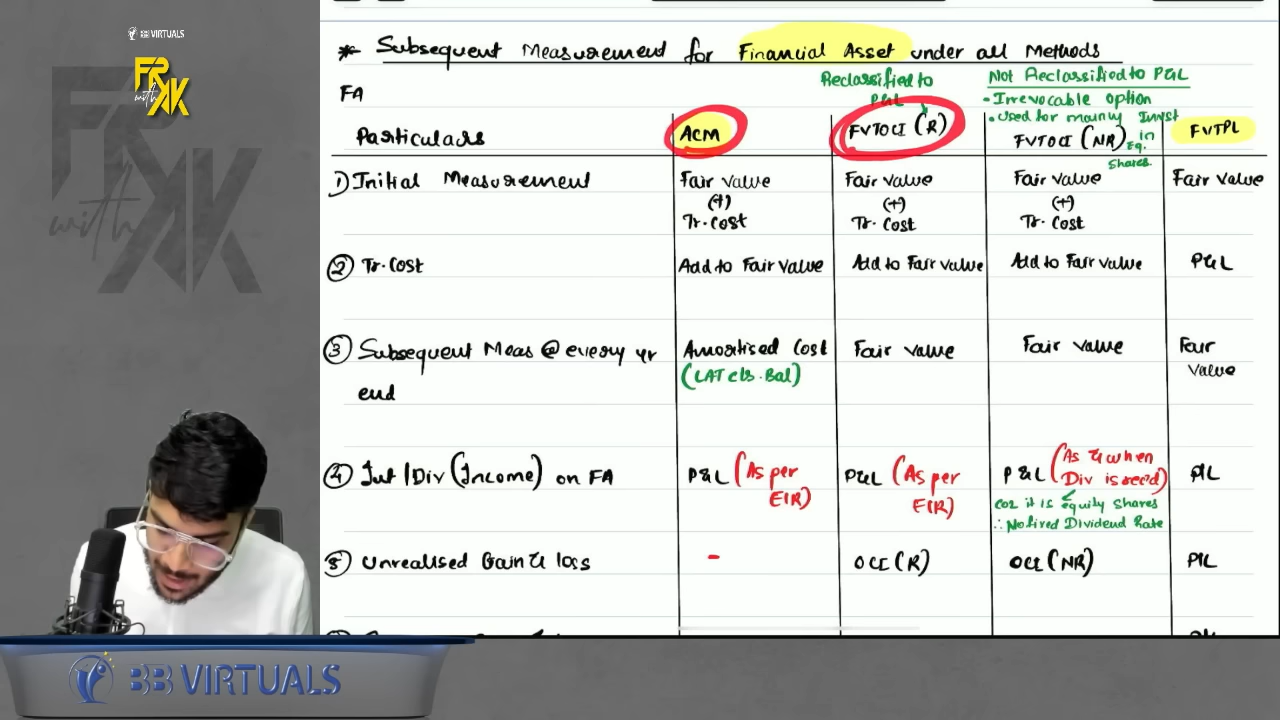 BB VIRTUALS
FR
with
AK
* Subsequent Measurement for Financial Asset under all Methods
Reclassified to
P&L
Not Reclassified to P&L
• Irrevocable option
• used for mainly Invst
in
Eq.
Shares.
FA
Particulars ACM FVTOCI (R) FVTOCI (NR) FVTPL
1) Initial Measurement Fair value Fair value Fair value Fair value
(+) (+) (+)
Tr. Cost Tr. Cost Tr. Cost
2 Tr. Cost Add to Fair value Add to Fair value Add to Fair value P&L
3 Subsequent Meas @ every yr Amortised Cost Fair value Fair value Fair
end (LAT cls. Bal) value
4 Int / Div (Income) on FA P&L (As per P&L (As per P&L (As & when P/L
EIR) EIR) Div is recd)
coz it is equity shares
∴ No fixed Dividend Rate
5 unrealised Gain & loss - OCI (R) OCI (NR) P/L
BB VIRTUALS